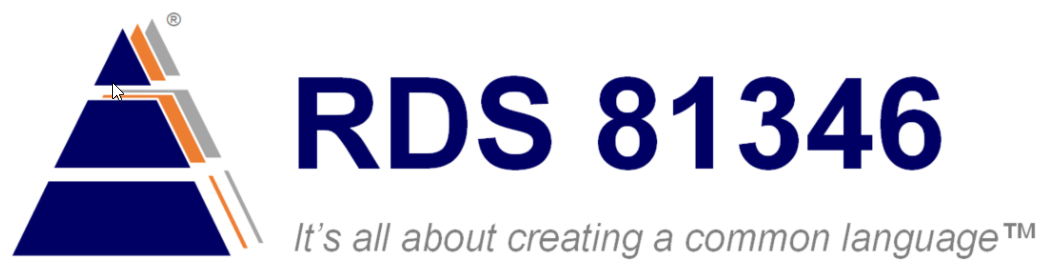 ®
RDS 81346
It's all about creating a common language™